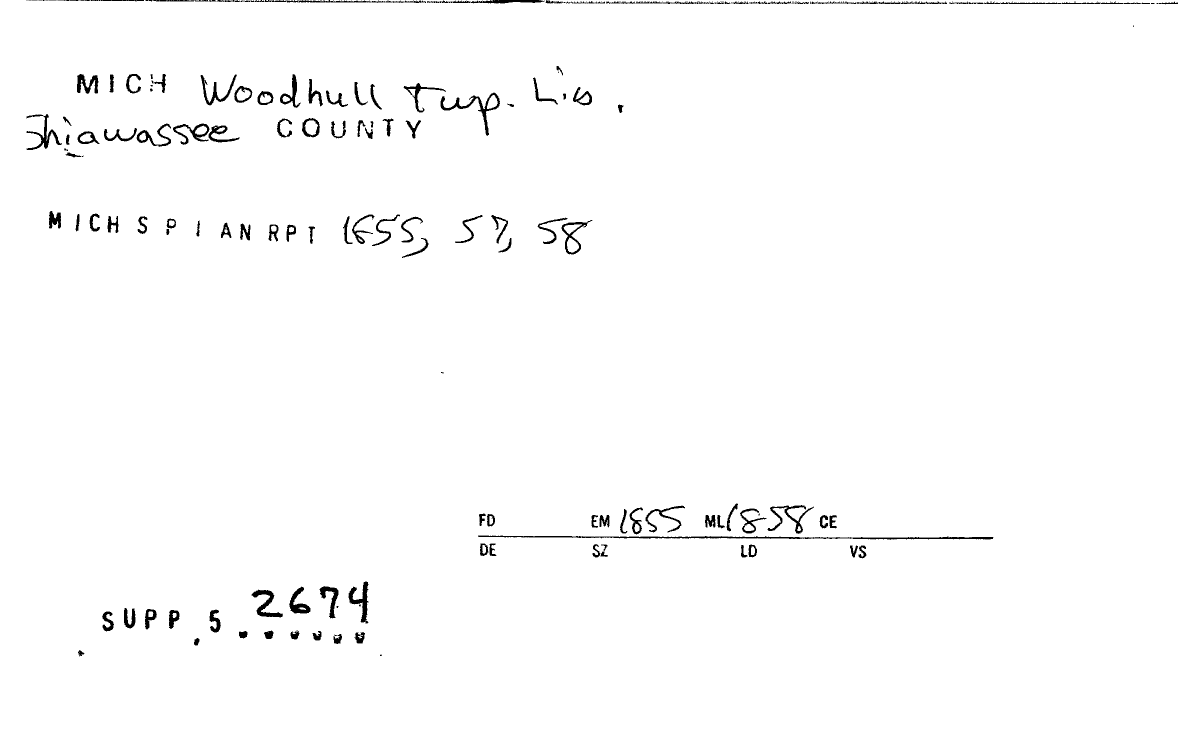 MICH Woodhull Twp. Lib.
Shiawassee COUNTY
MICH SPI AN RPT 1855, 57, 58
FD EM 1855 ML 1858 CE
DE SZ LD VS
SUPP. 5 2674